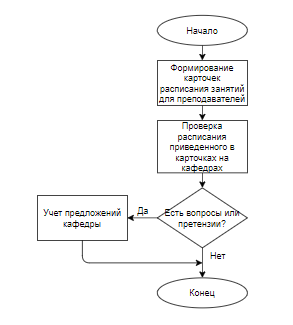 Начало
Формирование
карточек
расписания занятий
для преподавателей
Проверка
расписания
приведенного в
карточках на
кафедрах
Есть вопросы или
претензии?
Да
Учет предложений
кафедры
Нет
Конец